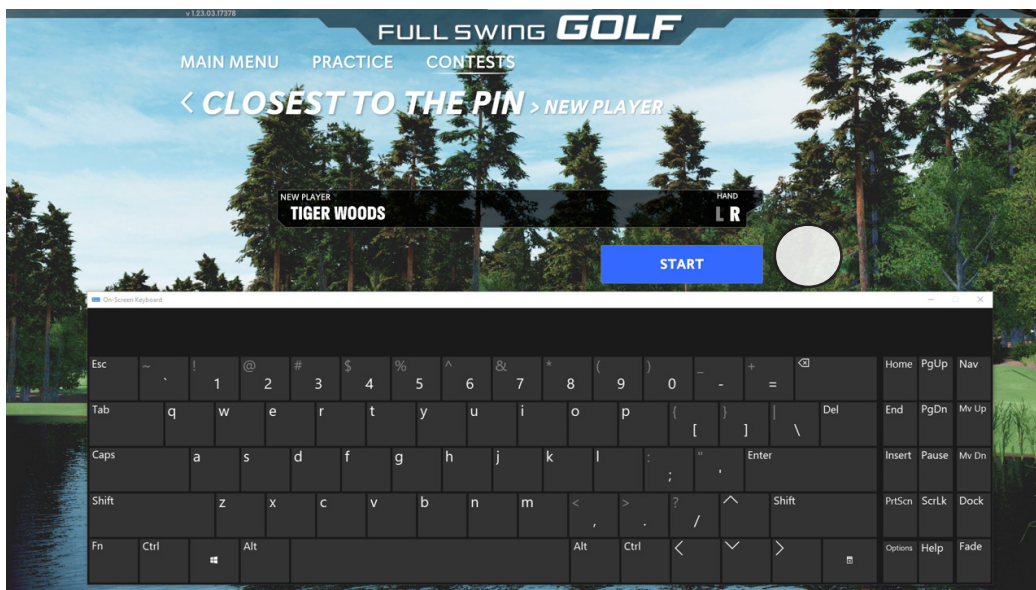 v 1.23.03.17378
FULL SWING GOLF
MAIN MENU PRACTICE CONTESTS
< CLOSEST TO THE PIN > NEW PLAYER
NEW PLAYER HAND
TIGER WOODS L R
START
On-Screen Keyboard
Esc ~ ` ! 1 @ 2 # 3 $ 4 % 5 ^ 6 & 7 * 8 ( 9 ) 0 _ - + = Home PgUp Nav
Tab q w e r t y u i o p { [ } ] | \ Del End PgDn Mv Up
Caps a s d f g h j k l : ; " ' Enter Insert Pause Mv Dn
Shift z x c v b n m < , > . ? / Shift PrtScn ScrLk Dock
Fn Ctrl Alt Alt Ctrl Options Help Fade